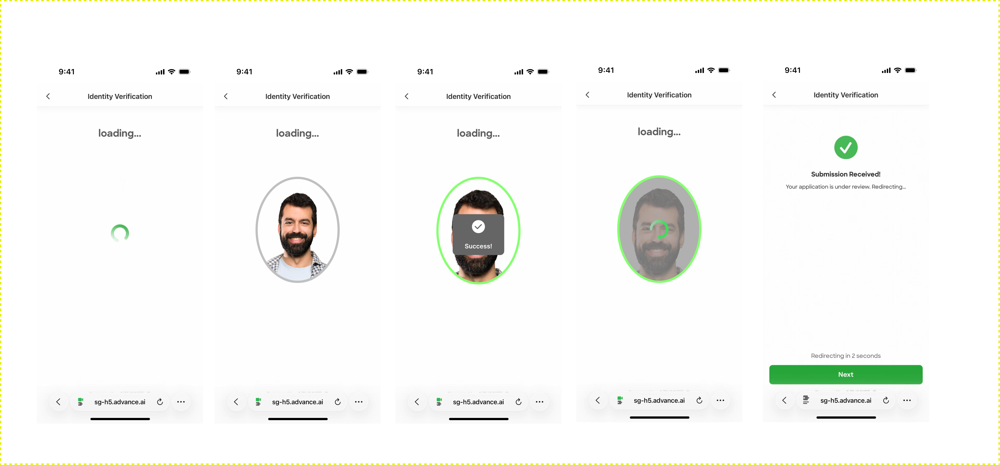 9:41
Identity Verification
loading...
sg-h5.advance.ai
9:41
Identity Verification
loading...
sg-h5.advance.ai
9:41
Identity Verification
loading...
Success!
sg-h5.advance.ai
9:41
Identity Verification
loading...
sg-h5.advance.ai
9:41
Identity Verification
Submission Received!
Your application is under review. Redirecting...
Redirecting in 2 seconds
Next
sg-h5.advance.ai